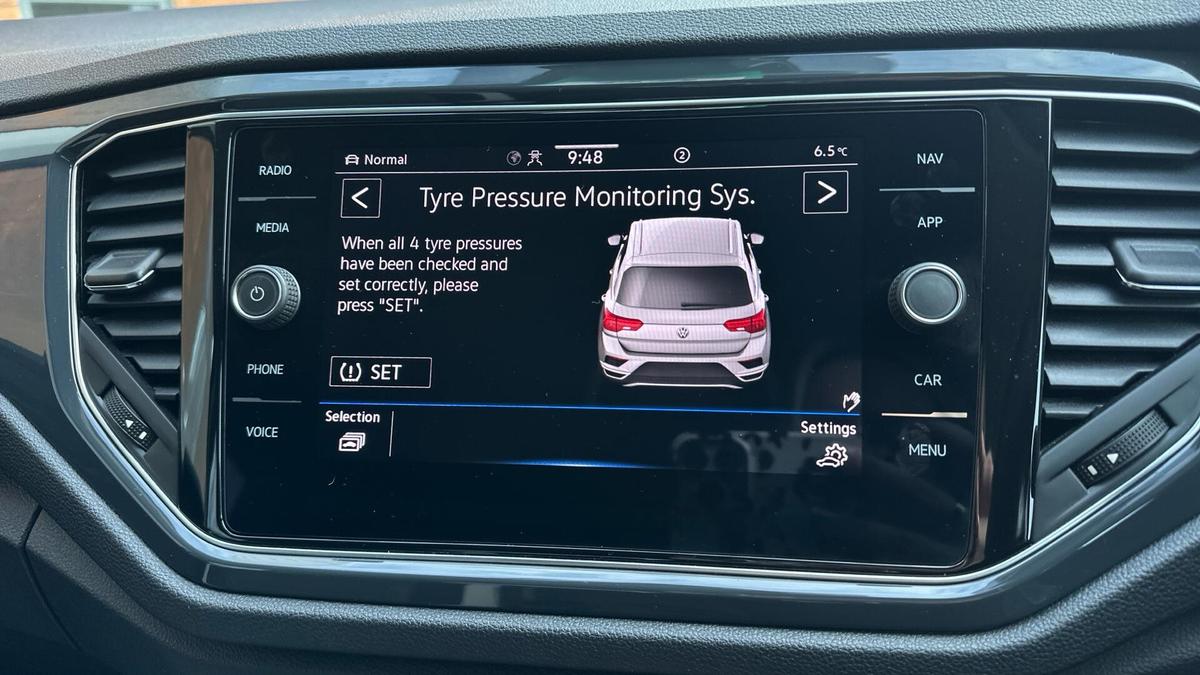 RADIO
MEDIA
PHONE
VOICE
Normal
9:48
2
6.5°C
<
Tyre Pressure Monitoring Sys.
>
When all 4 tyre pressures
have been checked and
set correctly, please
press "SET".
(!) SET
Selection
Settings
NAV
APP
CAR
MENU